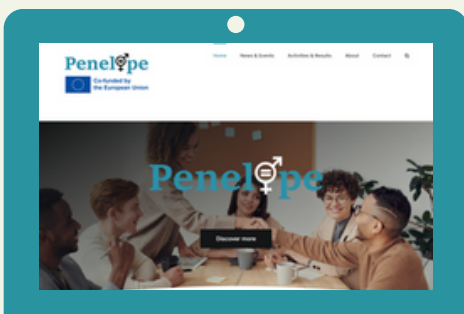 Penelope
Co-funded by
the European Union
Home News & Events Activities & Results About Contact
Penelope
Discover more